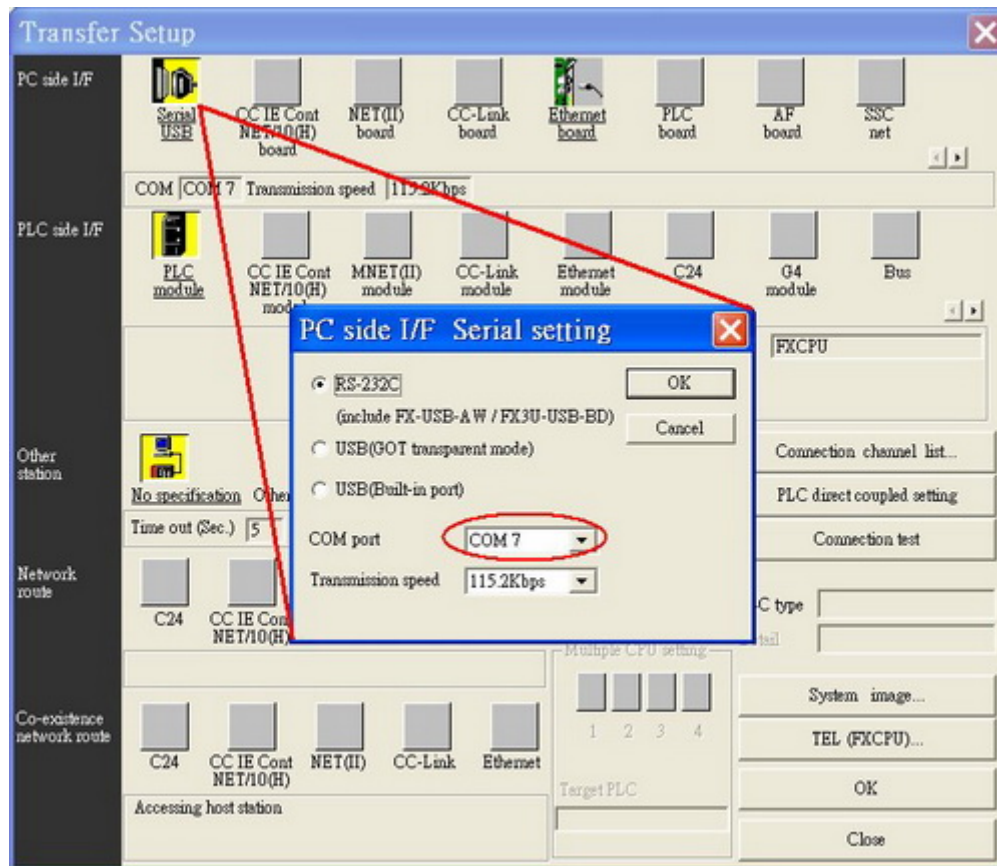 Transfer Setup
PC side I/F
Serial
USB
CC IE Cont
NET/10(H)
board
NET(II)
board
CC-Link
board
Ethernet
board
PLC
board
AF
board
SSC
net
COM COM 7 Transmission speed 115.2Kbps
PLC side I/F
PLC
module
CC IE Cont
NET/10(H)
MNET(II)
module
CC-Link
module
Ethernet
module
C24
G4
module
Bus
FXCPU
PC side I/F Serial setting
RS-232C
(include FX-USB-AW / FX3U-USB-BD)
USB(GOT transparent mode)
USB(Built-in port)
COM port COM 7
Transmission speed 115.2Kbps
OK
Cancel
Other
station
No specification
Time out (Sec.) 5
Connection channel list...
PLC direct coupled setting
Connection test
Network
route
C24
CC IE
NET/10(H)
type
Multiple CPU setting
1 2 3 4
Target PLC
System image...
TEL (FXCPU)...
OK
Close
Co-existence
network route
C24
CC IE Cont
NET/10(H)
NET(II)
CC-Link
Ethernet
Accessing host station